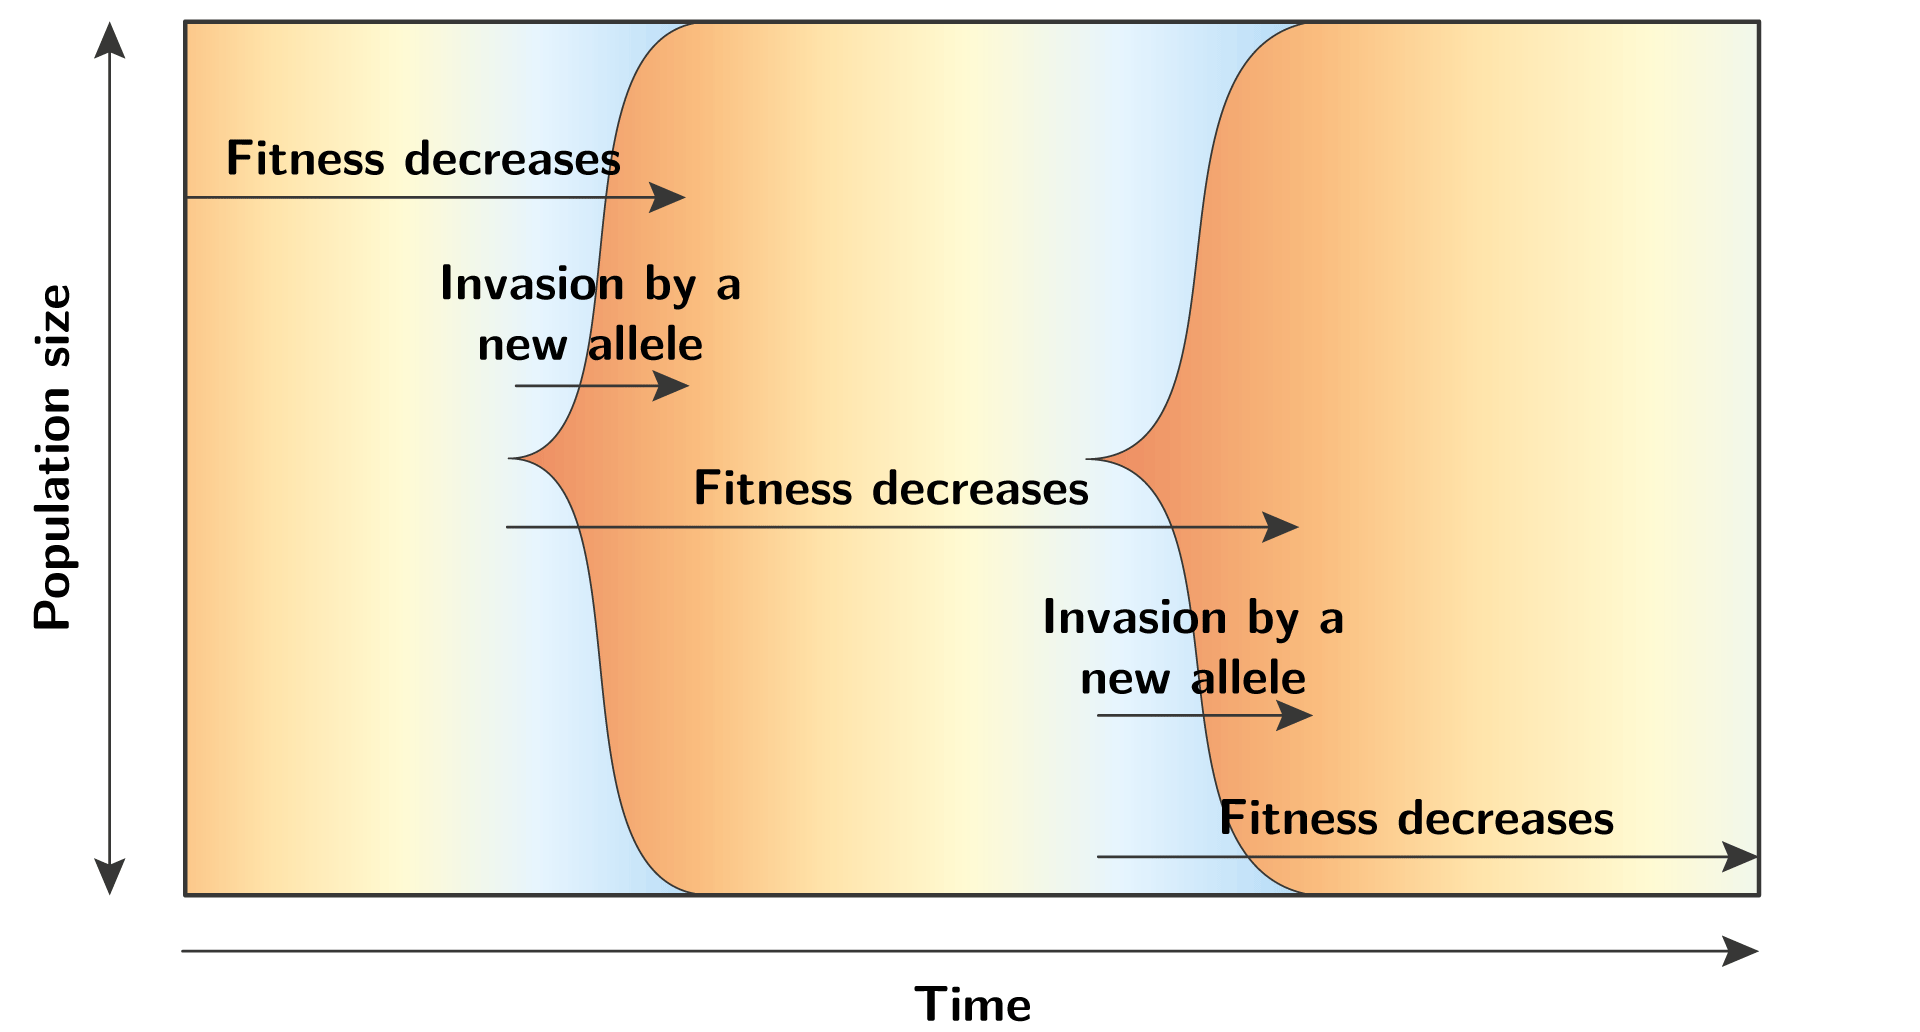 Fitness decreases
Invasion by a
new allele
Population size
Fitness decreases
Invasion by a
new allele
Fitness decreases
Time